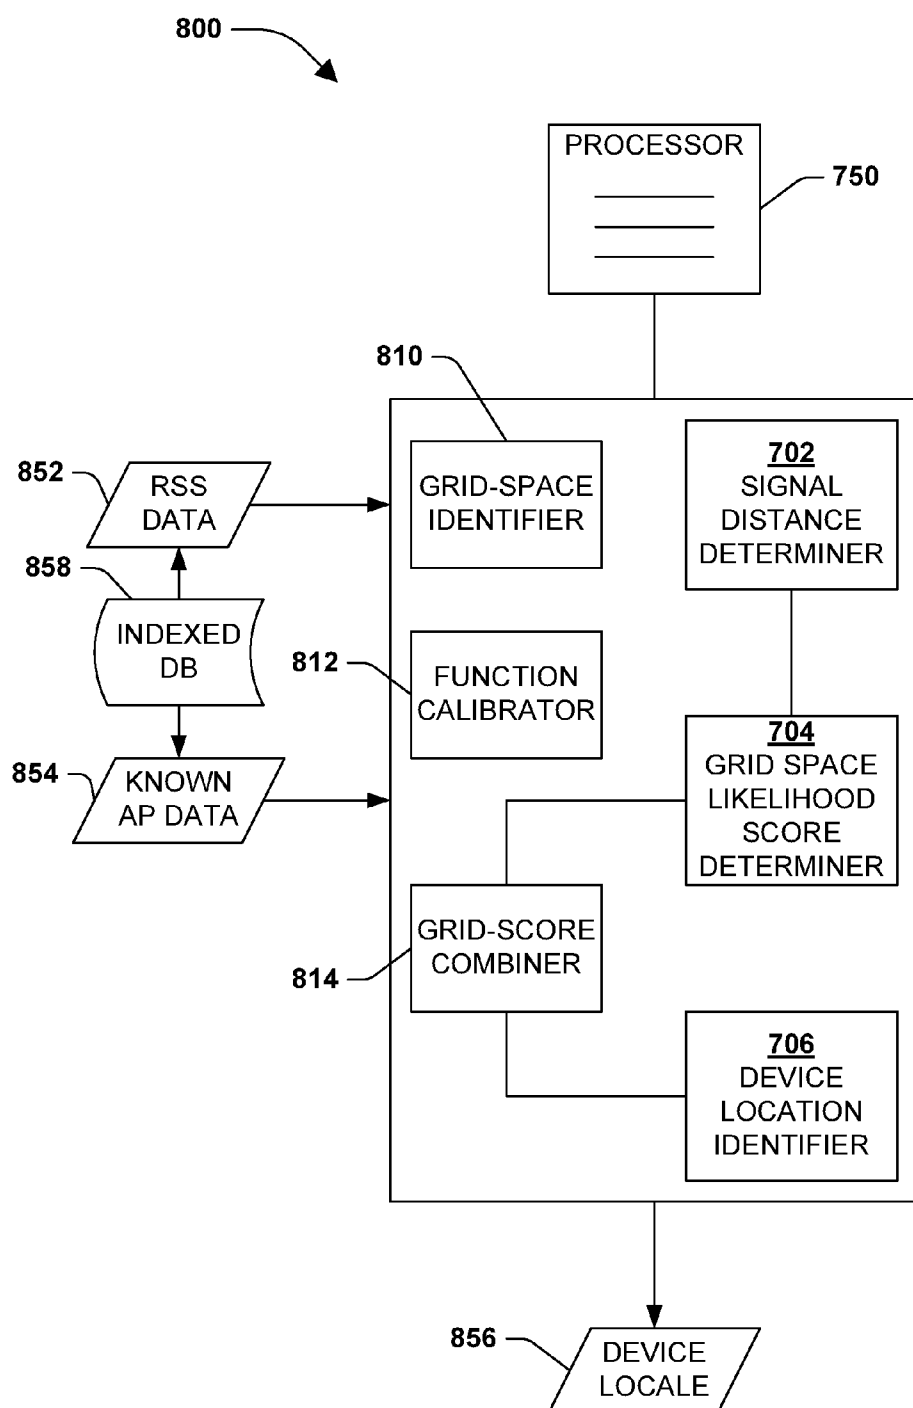 800
PROCESSOR
750
810
852
RSS
DATA
GRID-SPACE
IDENTIFIER
702
SIGNAL
DISTANCE
DETERMINER
858
INDEXED
DB
812
FUNCTION
CALIBRATOR
854
KNOWN
AP DATA
704
GRID SPACE
LIKELIHOOD
SCORE
DETERMINER
814
GRID-SCORE
COMBINER
706
DEVICE
LOCATION
IDENTIFIER
856
DEVICE
LOCALE